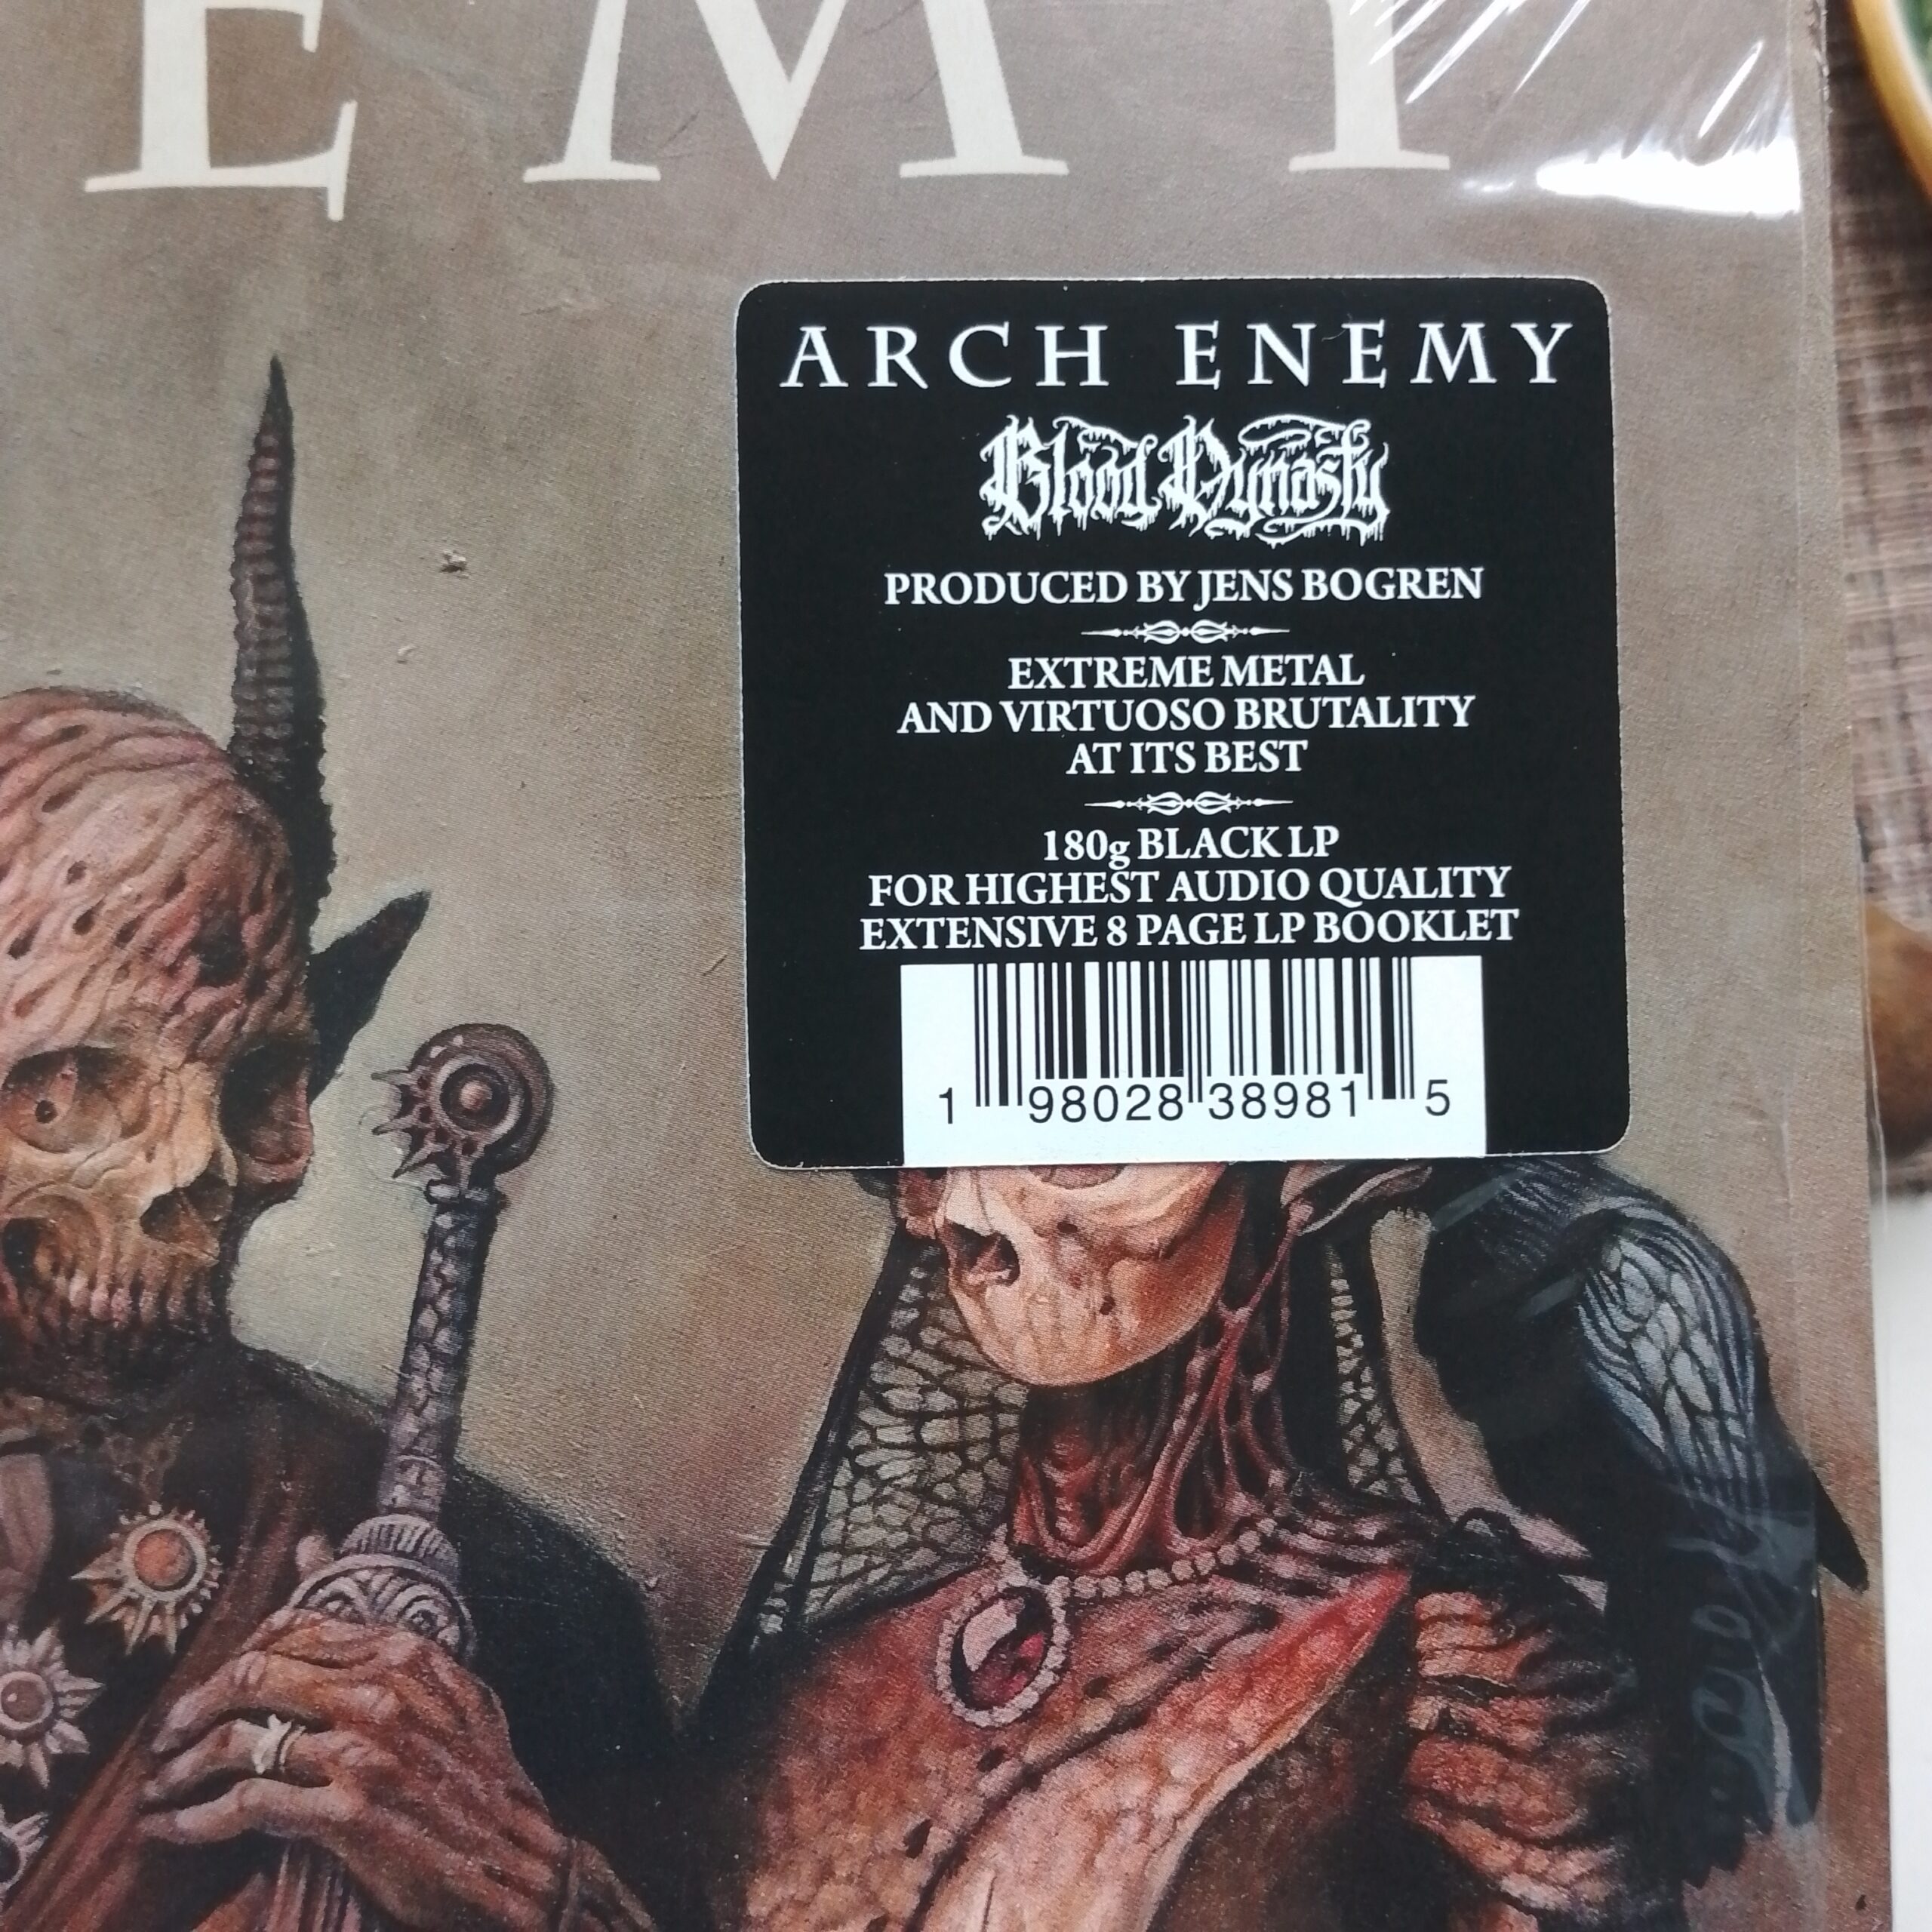 EMY
ARCH ENEMY
Blood Dynasty
PRODUCED BY JENS BOGREN
EXTREME METAL
AND VIRTUOSO BRUTALITY
AT ITS BEST
180g BLACK LP
FOR HIGHEST AUDIO QUALITY
EXTENSIVE 8 PAGE LP BOOKLET
1 98028 38981 5